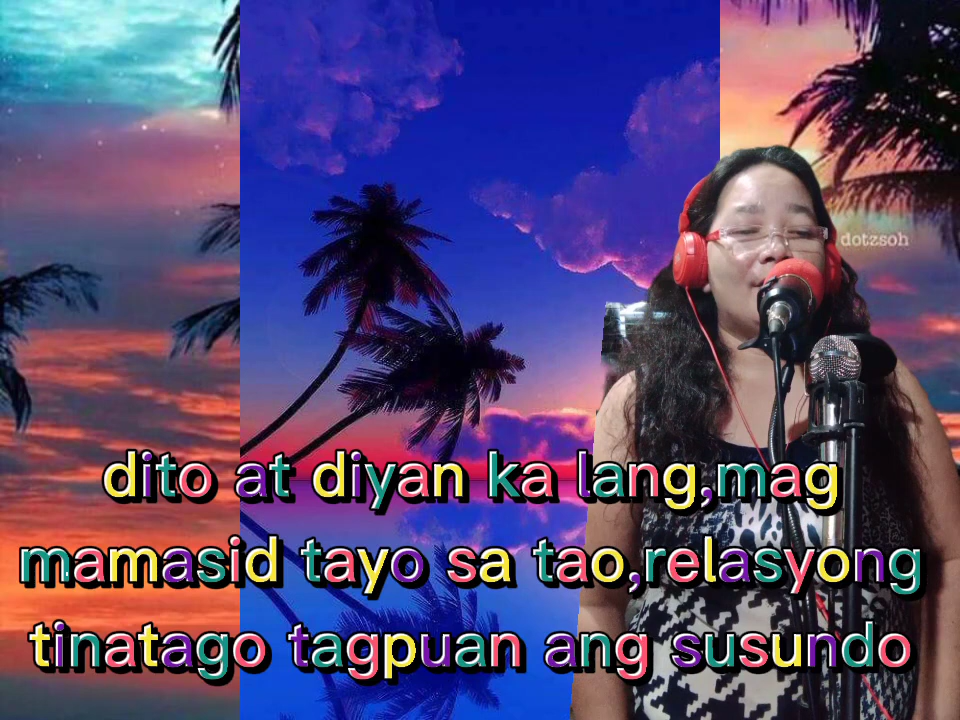 dotzsoh
dito at diyan ka lang,mag
mamasid tayo sa tao,relasyong
tinatago tagpuan ang susundo